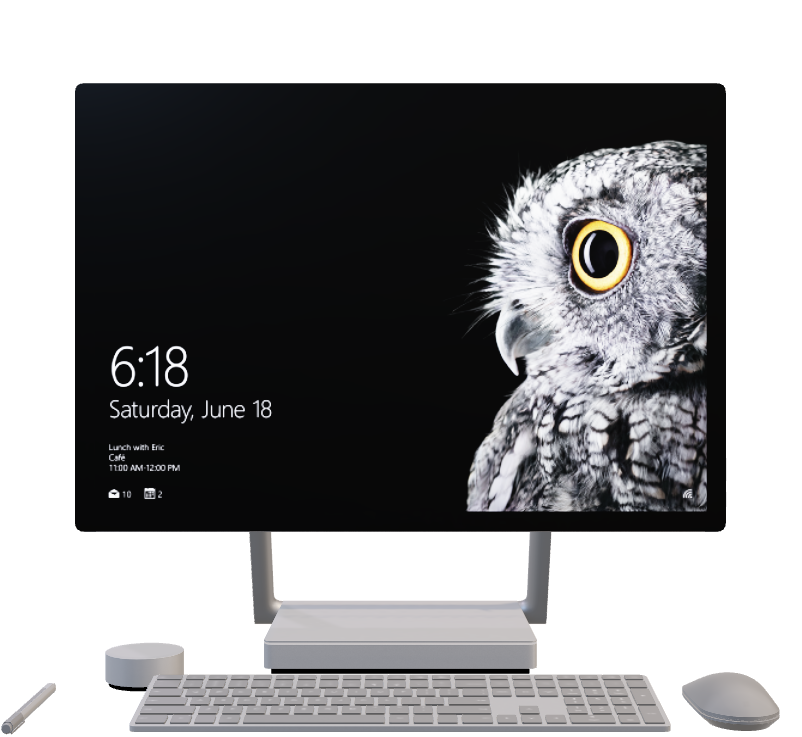 6:18
Saturday, June 18
Lunch with Eric
Café
11:00 AM-12:00 PM
10 2